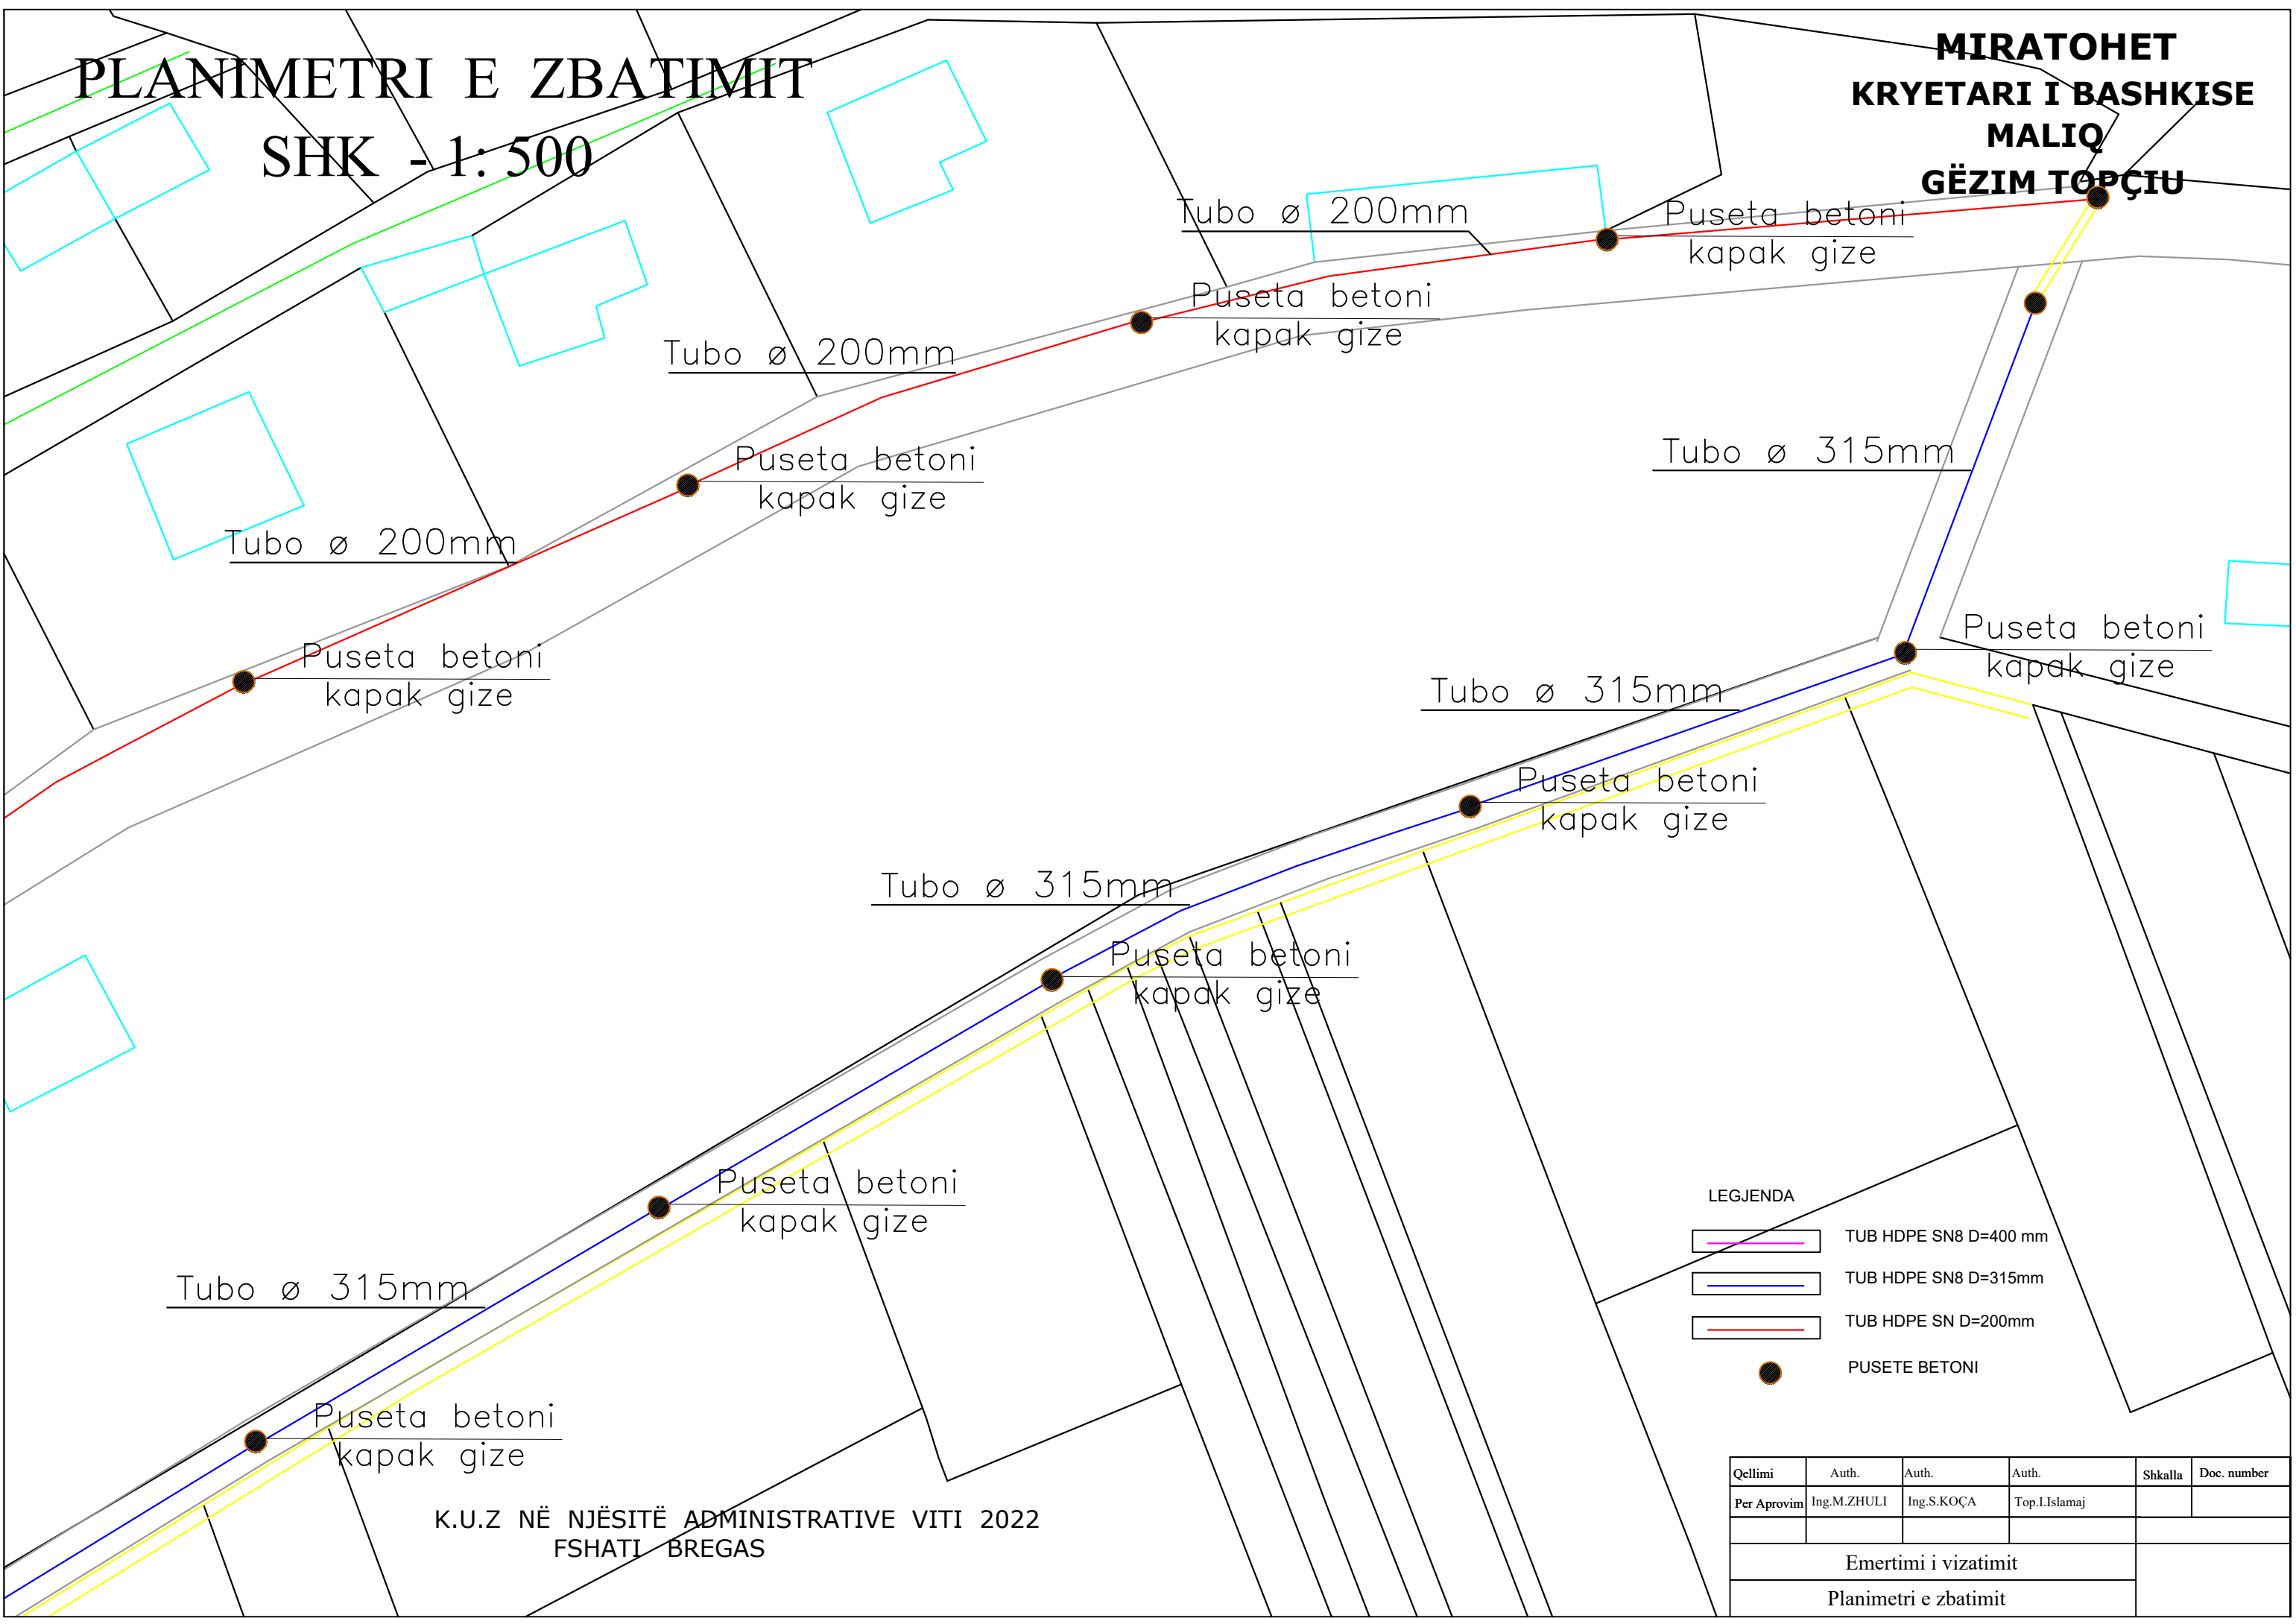 PLANIMETRI E ZBATIMIT
SHK - 1: 500
MIRATOHET
KRYETARI I BASHKISE
MALIQ
GËZIM TOPÇIU
Tubo ø 200mm
Puseta betoni
kapak gize
Puseta betoni
kapak gize
Tubo ø 200mm
Puseta betoni
kapak gize
Tubo ø 315mm
Tubo ø 200mm
Puseta betoni
kapak gize
Puseta betoni
kapak gize
Tubo ø 315mm
Puseta betoni
kapak gize
Tubo ø 315mm
Puseta betoni
kapak gize
Puseta betoni
kapak gize
Tubo ø 315mm
Puseta betoni
kapak gize
LEGJENDA
TUB HDPE SN8 D=400 mm
TUB HDPE SN8 D=315mm
TUB HDPE SN D=200mm
PUSETE BETONI
K.U.Z NË NJËSITË ADMINISTRATIVE VITI 2022
FSHATI BREGAS
Qellimi Auth. Auth. Auth. Shkalla Doc. number
Per Aprovim Ing.M.ZHULI Ing.S.KOÇA Top.I.Islamaj
Emertimi i vizatimit
Planimetri e zbatimit